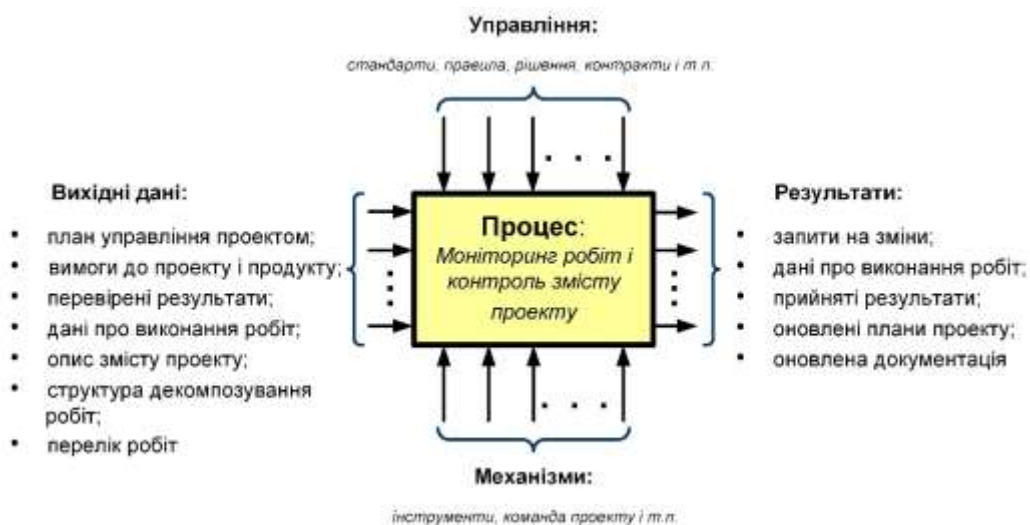 Управління:
стандарти, правила, рішення, контракти і т.п.
Вихідні дані:
• план управління проектом;
• вимоги до проекту і продукту;
• перевірені результати;
• дані про виконання робіт;
• опис змісту проекту;
• структура декомпозування
робіт;
• перелік робіт
Процес:
Моніторинг робіт і
контроль змісту
проекту
Результати:
• запити на зміни;
• дані про виконання робіт;
• прийняті результати;
• оновлені плани проекту;
• оновлена документація
Механізми:
інструменти, команда проекту і т.п.